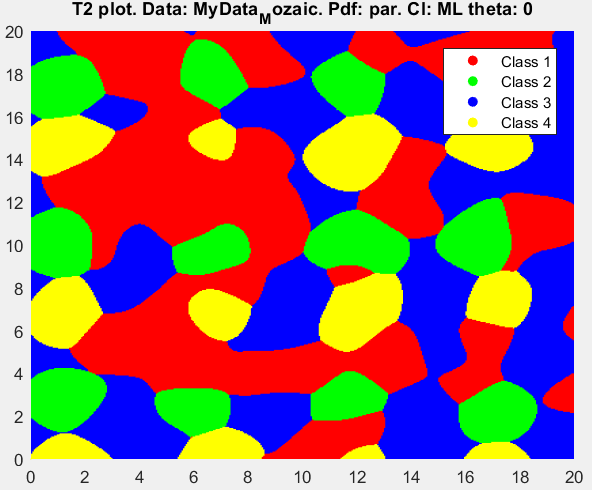 T2 plot. Data: MyData_Mozaic. Pdf: par. Cl: ML theta: 0
20
18
16
14
12
10
8
6
4
2
0
Class 1
Class 2
Class 3
Class 4
0 2 4 6 8 10 12 14 16 18 20